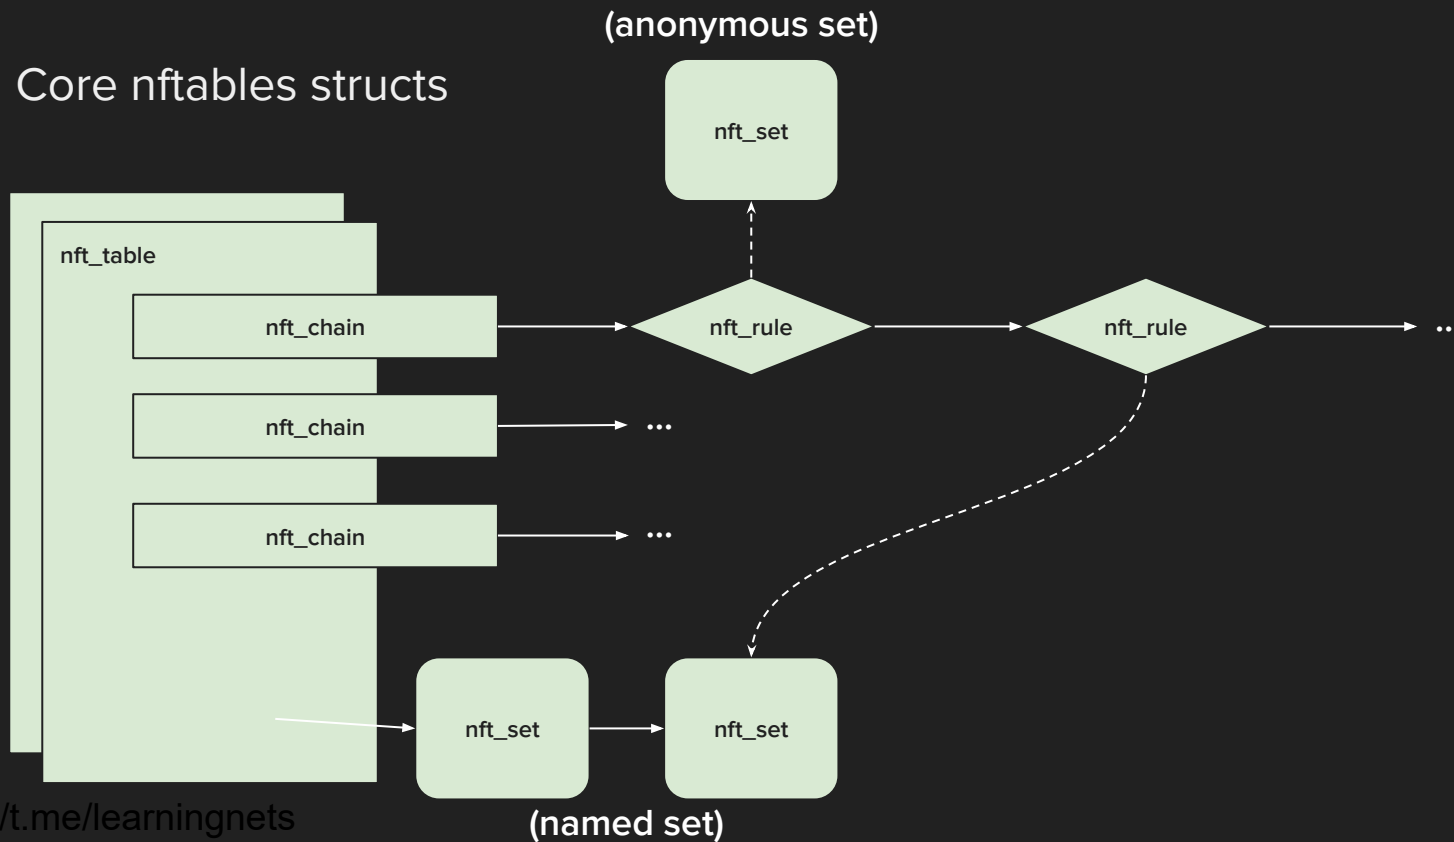 (anonymous set)
Core nftables structs
nft_set
nft_table
nft_chain
nft_rule
nft_rule
..
nft_chain
...
nft_chain
...
nft_set
nft_set
/t.me/learningnets
(named set)